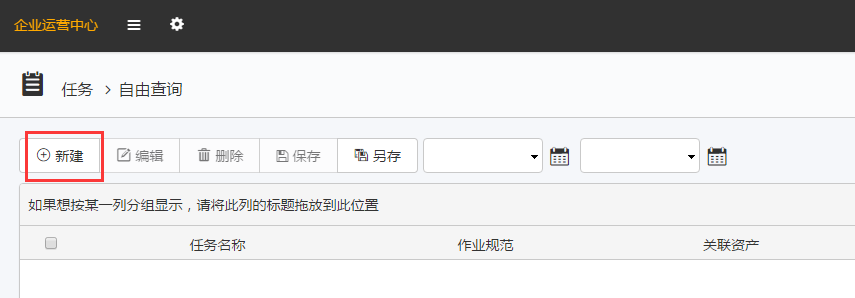 企业运营中心
任务 > 自由查询
新建 编辑 删除 保存 另存
如果想按某一列分组显示，请将此列的标题拖放到此位置
任务名称 作业规范 关联资产